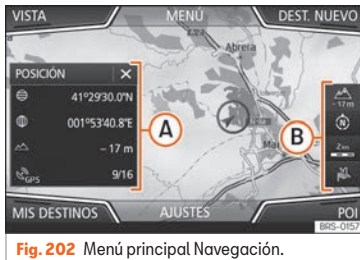 VISTA
MENÚ
DEST. NUEVO
Abrera
POSICIÓN
41º29'30.0"N
001º53'40.8"E
– 17 m
GPS
9/16
A
B
– 17 m
2 km
MIS DESTINOS
AJUSTES
POI
BRS-0157
Fig. 202 Menú principal Navegación.